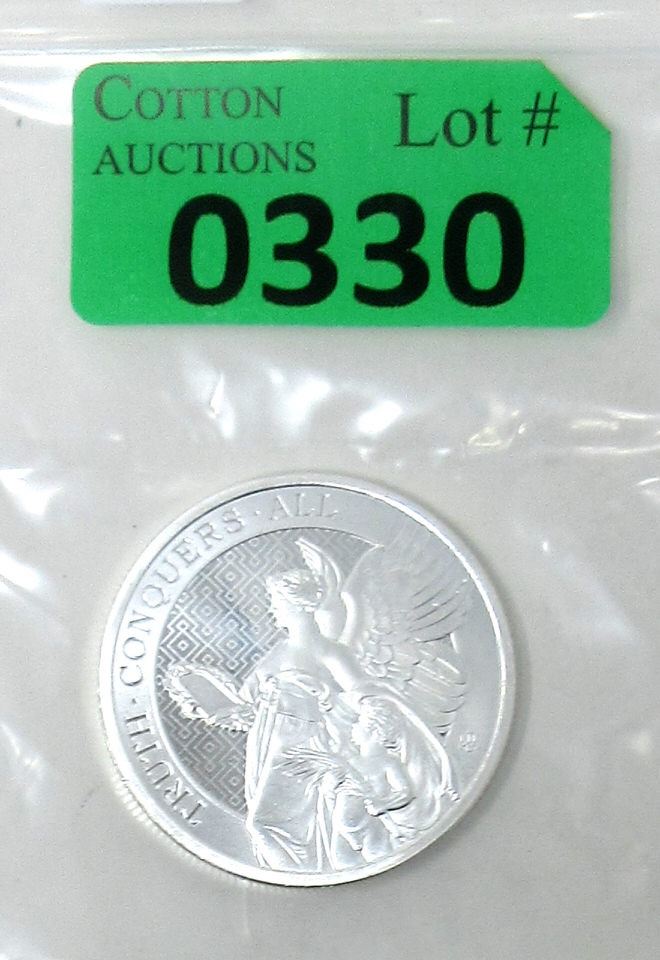 COTTON
AUCTIONS
Lot #
0330
TRUTH · CONQUERS · ALL